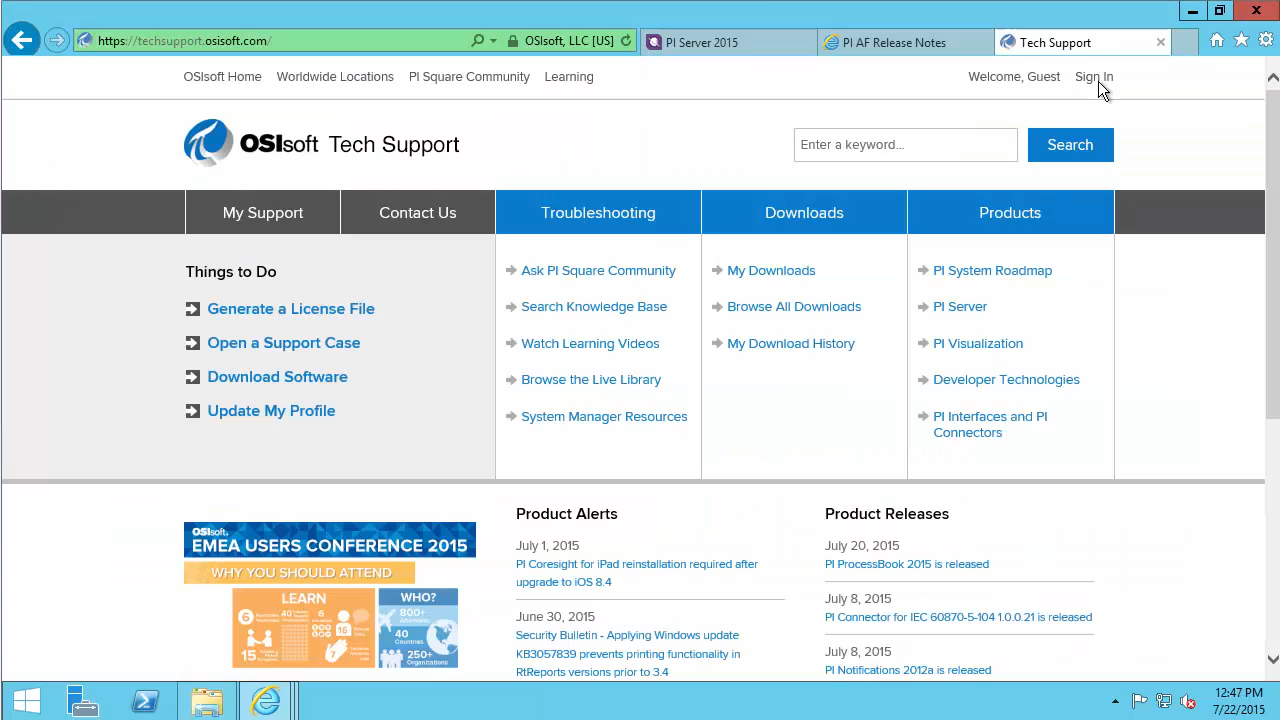 https://techsupport.osisoft.com/
OSIsoft, LLC [US]
PI Server 2015
PI AF Release Notes
Tech Support
OSIsoft Home
Worldwide Locations
PI Square Community
Learning
Welcome, Guest
Sign In
OSIsoft Tech Support
Enter a keyword...
Search
My Support
Contact Us
Troubleshooting
Downloads
Products
Things to Do
Generate a License File
Open a Support Case
Download Software
Update My Profile
Ask PI Square Community
Search Knowledge Base
Watch Learning Videos
Browse the Live Library
System Manager Resources
My Downloads
Browse All Downloads
My Download History
PI System Roadmap
PI Server
PI Visualization
Developer Technologies
PI Interfaces and PI
Connectors
OSIsoft.
EMEA USERS CONFERENCE 2015
WHY YOU SHOULD ATTEND
LEARN
6
16
15
7
WHO?
800+
40
COUNTRIES
250+
Product Alerts
July 1, 2015
PI Coresight for iPad reinstallation required after
upgrade to iOS 8.4
June 30, 2015
Security Bulletin - Applying Windows update
KB3057839 prevents printing functionality in
RtReports versions prior to 3.4
Product Releases
July 20, 2015
PI ProcessBook 2015 is released
July 8, 2015
PI Connector for IEC 60870-5-104 1.0.0.21 is released
July 8, 2015
PI Notifications 2012a is released
12:47 PM
7/22/2015